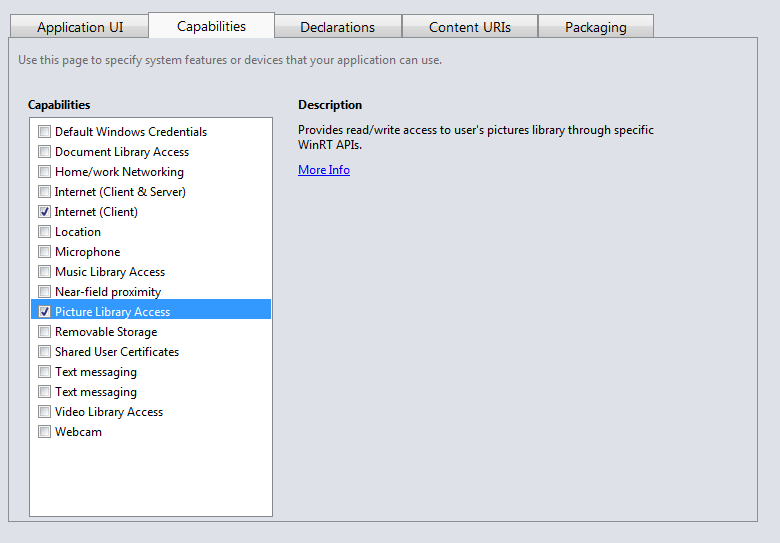 Application UI
Capabilities
Declarations
Content URIs
Packaging
Use this page to specify system features or devices that your application can use.
Capabilities
Default Windows Credentials
Document Library Access
Home/work Networking
Internet (Client & Server)
Internet (Client)
Location
Microphone
Music Library Access
Near-field proximity
Picture Library Access
Removable Storage
Shared User Certificates
Text messaging
Text messaging
Video Library Access
Webcam
Description
Provides read/write access to user's pictures library through specific
WinRT APIs.
More Info